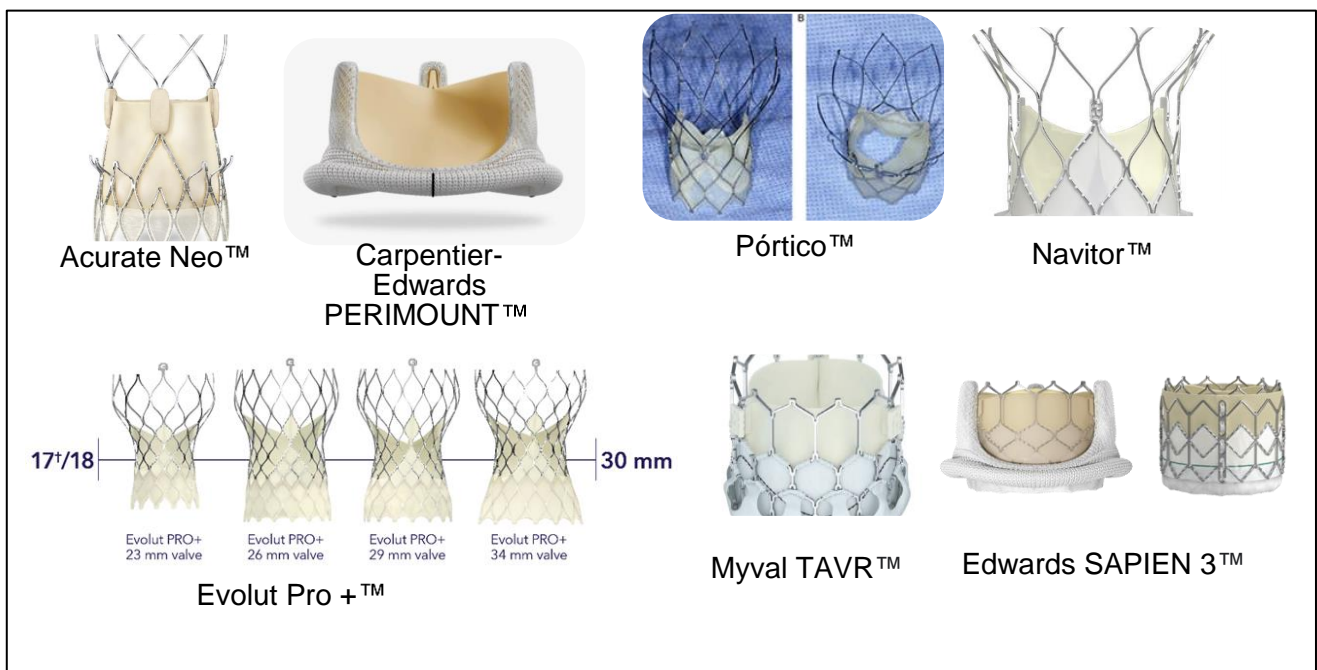 B
Acurate Neo™
Carpentier-
Edwards
PERIMOUNT™
Pórtico™
Navitor™
17†/18
30 mm
Evolut PRO+
23 mm valve
Evolut PRO+
26 mm valve
Evolut PRO+
29 mm valve
Evolut PRO+
34 mm valve
Evolut Pro +™
Myval TAVR™
Edwards SAPIEN 3™